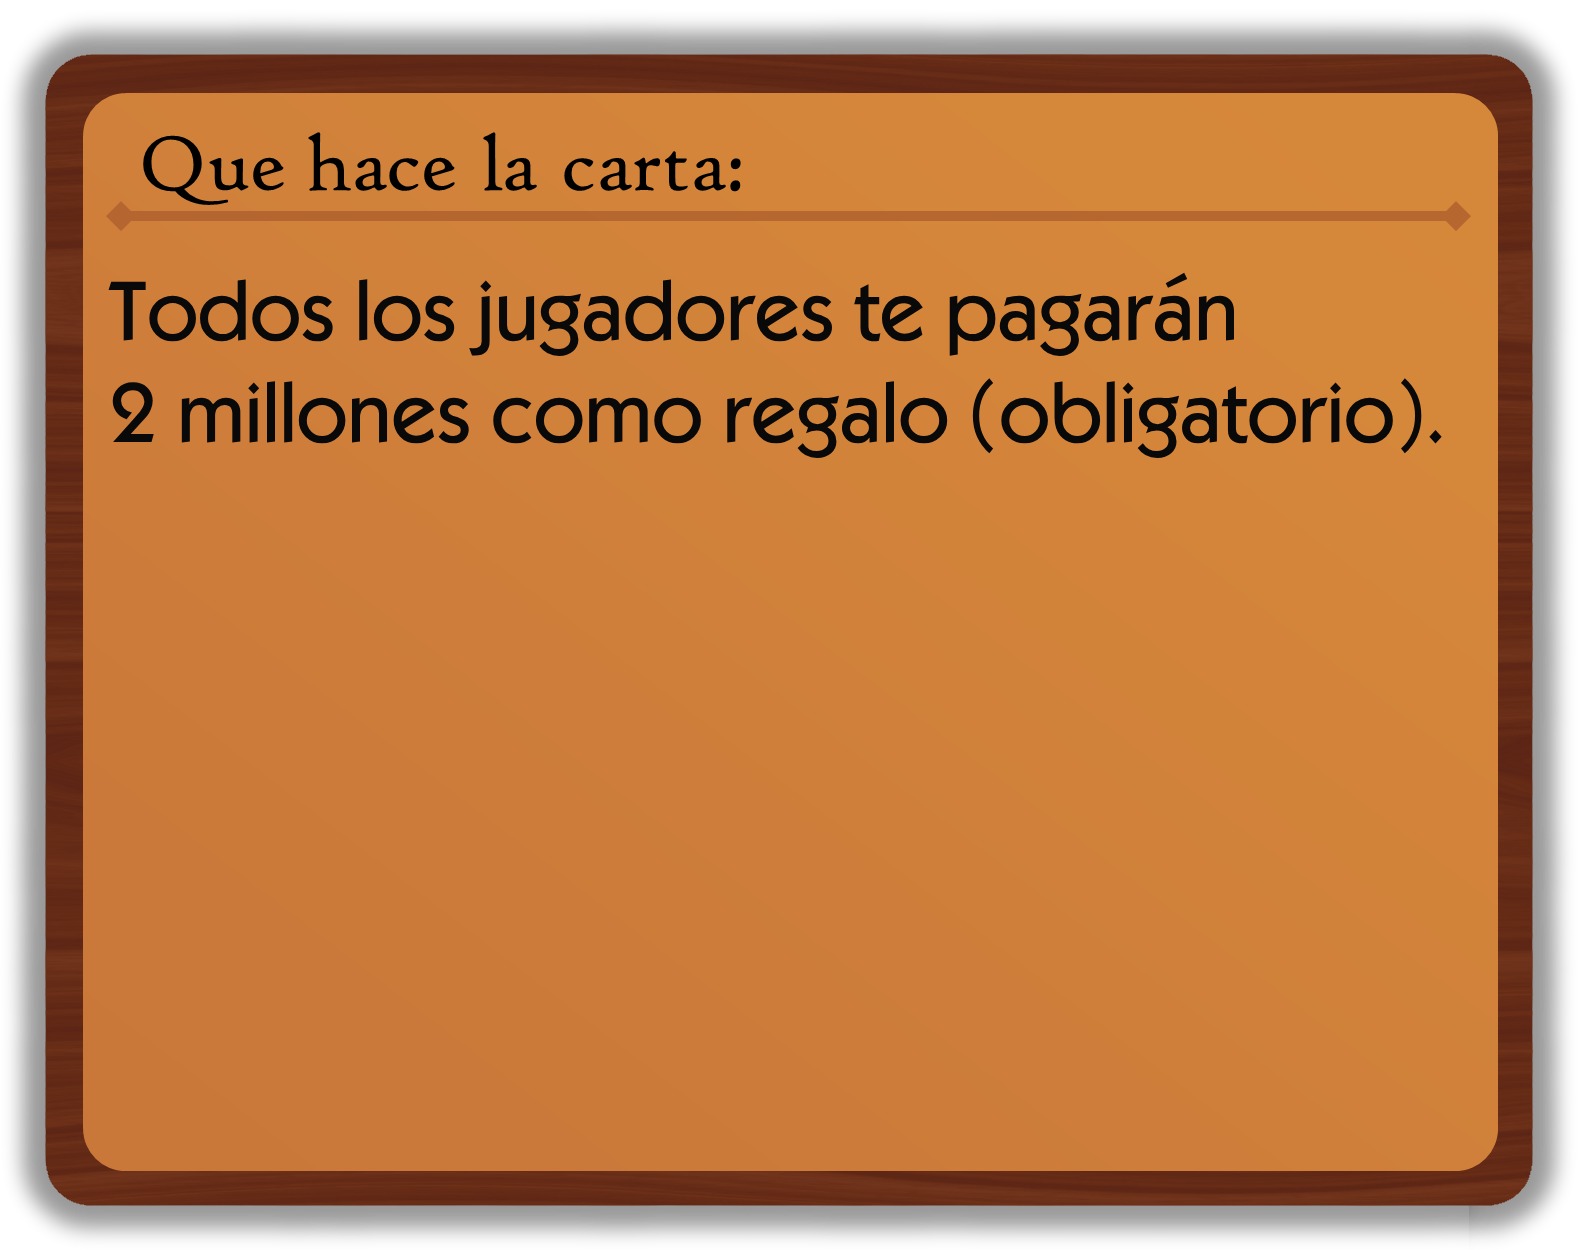 Que hace la carta:
Todos los jugadores te pagarán
2 millones como regalo (obligatorio).